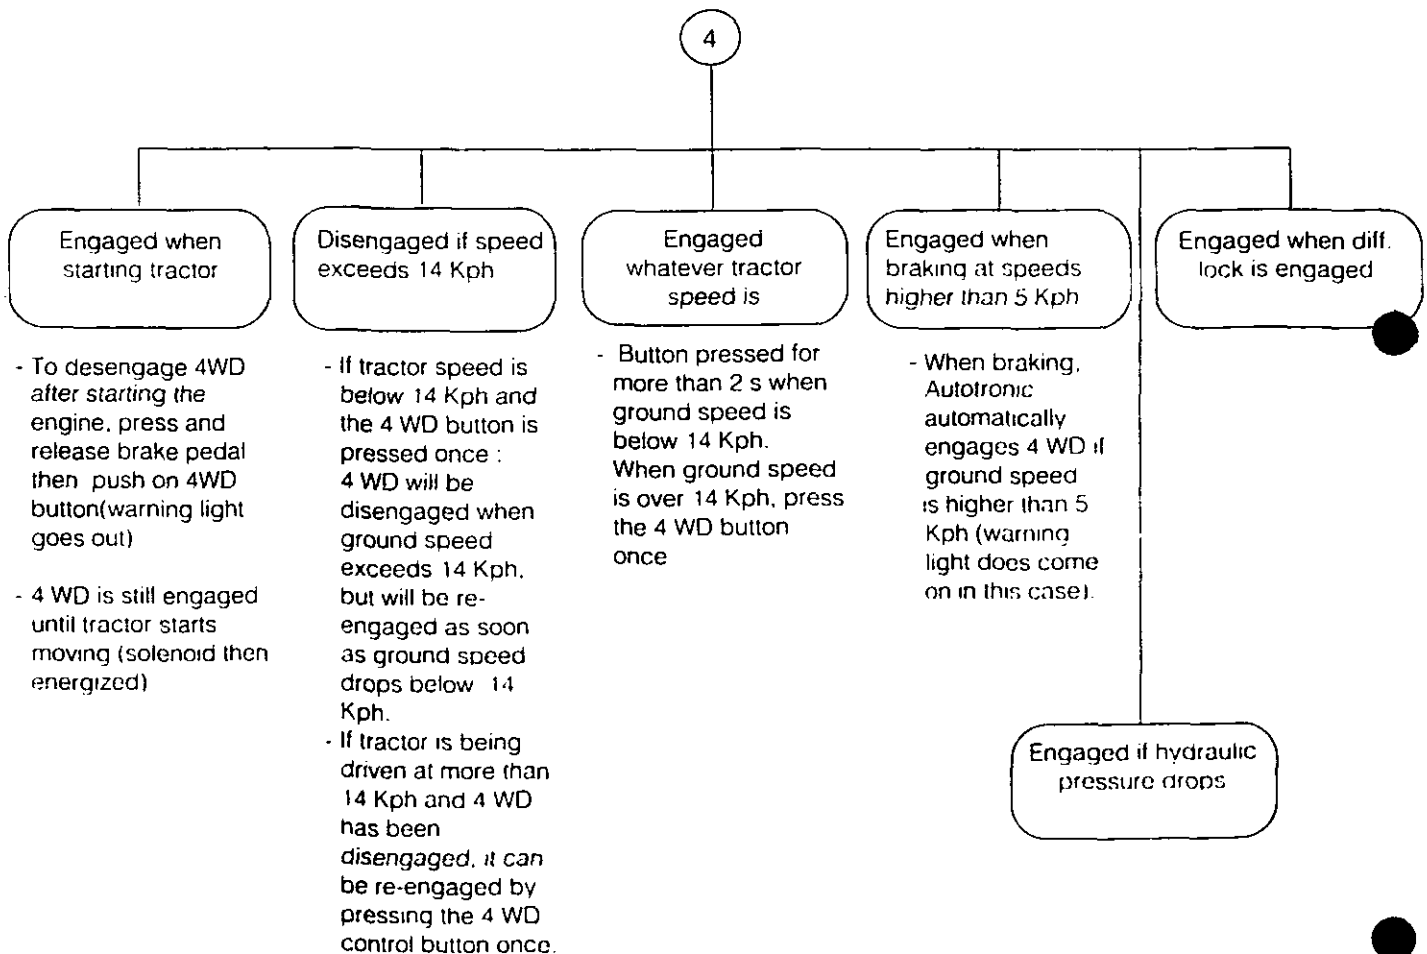 4
Engaged when
starting tractor
Disengaged if speed
exceeds 14 Kph
Engaged
whatever tractor
speed is
Engaged when
braking at speeds
higher than 5 Kph
Engaged when diff.
lock is engaged
- To desengage 4WD
after starting the
engine, press and
release brake pedal
then push on 4WD
button(warning light
goes out)
- 4 WD is still engaged
until tractor starts
moving (solenoid then
energized)
- If tractor speed is
below 14 Kph and
the 4 WD button is
pressed once :
4 WD will be
disengaged when
ground speed
exceeds 14 Kph,
but will be re-
engaged as soon
as ground speed
drops below 14
Kph.
- If tractor is being
driven at more than
14 Kph and 4 WD
has been
disengaged, it can
be re-engaged by
pressing the 4 WD
control button once.
- Button pressed for
more than 2 s when
ground speed is
below 14 Kph.
When ground speed
is over 14 Kph, press
the 4 WD button
once
- When braking,
Autotronic
automatically
engages 4 WD if
ground speed
is higher than 5
Kph (warning
light does come
on in this case).
Engaged if hydraulic
pressure drops